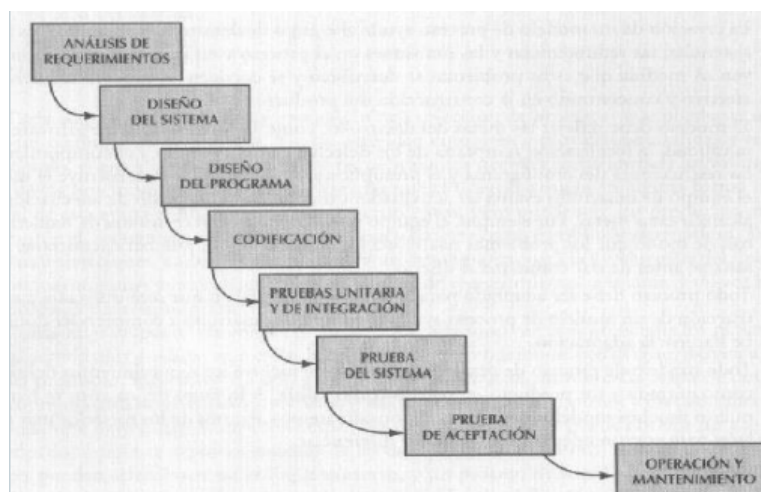 ANÁLISIS DE
REQUERIMIENTOS
DISEÑO
DEL SISTEMA
DISEÑO
DEL PROGRAMA
CODIFICACIÓN
PRUEBAS UNITARIA
Y DE INTEGRACIÓN
PRUEBA
DEL SISTEMA
PRUEBA
DE ACEPTACIÓN
OPERACIÓN Y
MANTENIMIENTO